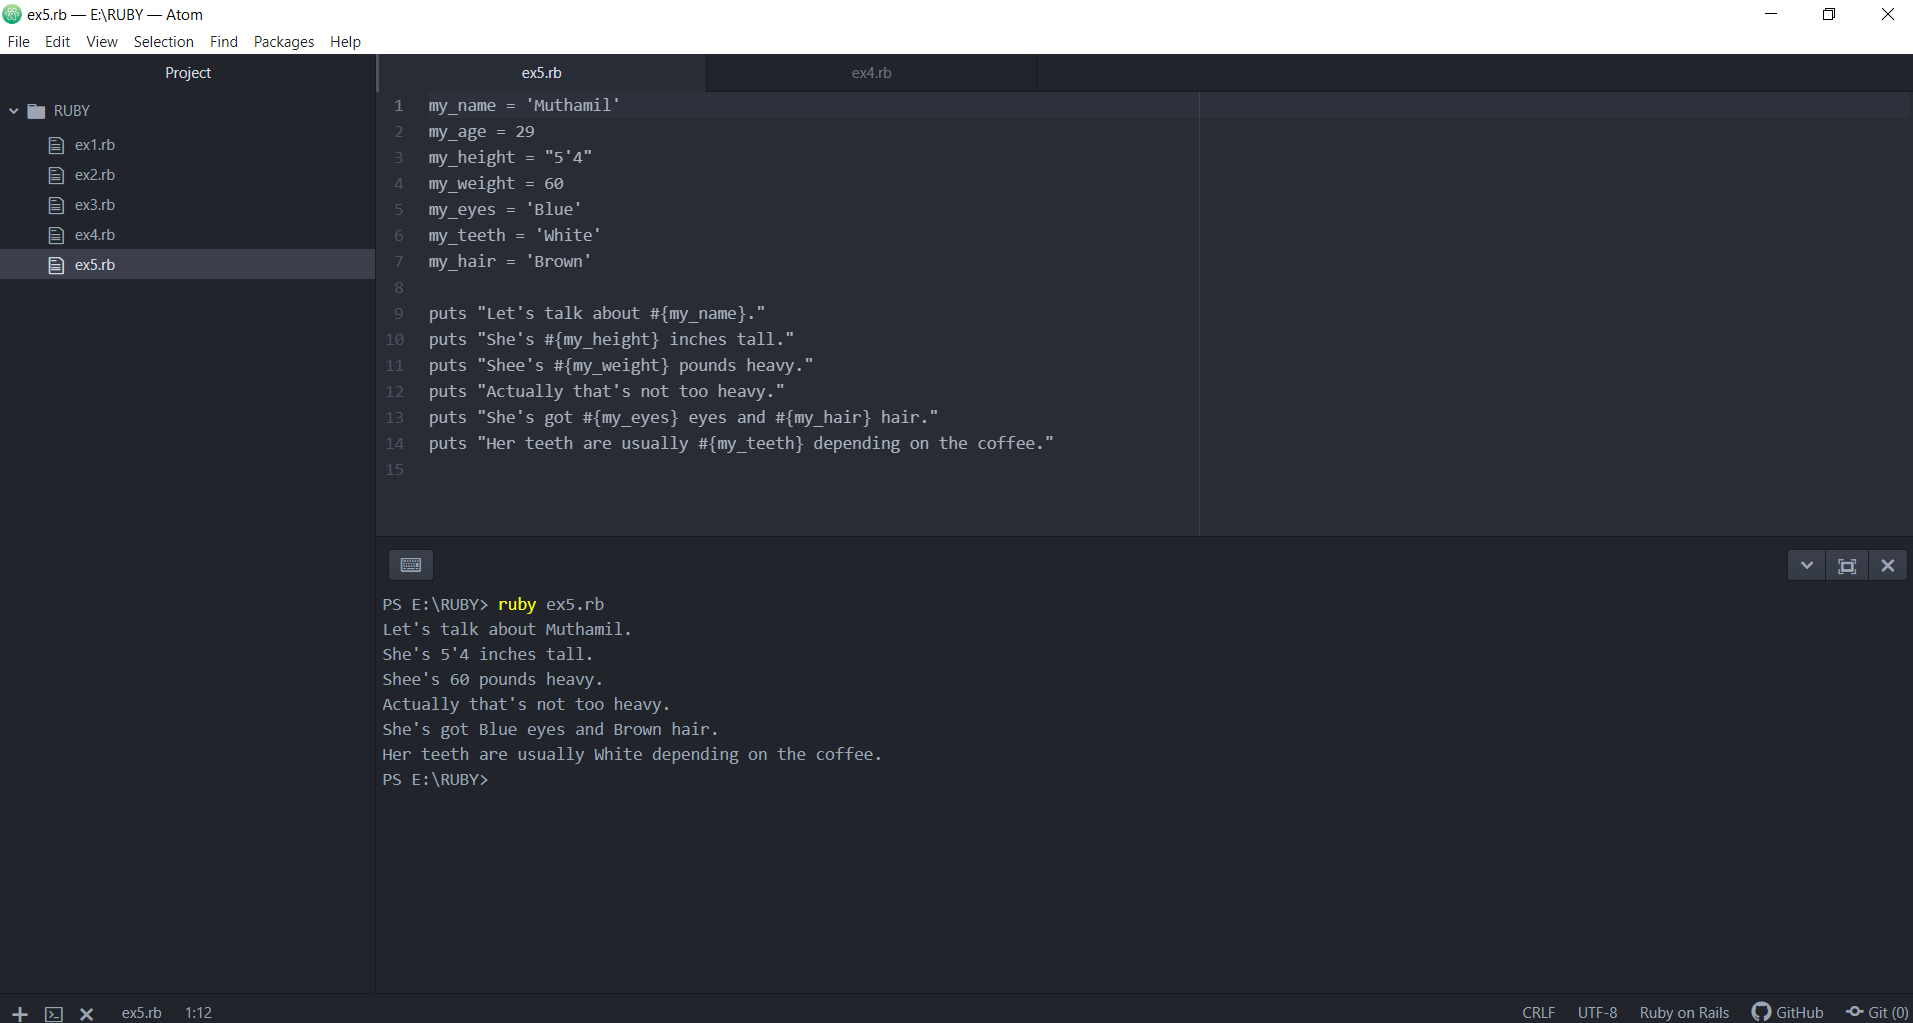 ex5.rb — E:\RUBY — Atom
File Edit View Selection Find Packages Help
Project
RUBY
ex1.rb
ex2.rb
ex3.rb
ex4.rb
ex5.rb
ex5.rb ex4.rb
1 my_name = 'Muthamil'
2 my_age = 29
3 my_height = "5'4"
4 my_weight = 60
5 my_eyes = 'Blue'
6 my_teeth = 'White'
7 my_hair = 'Brown'
8
9 puts "Let's talk about #{my_name}."
10 puts "She's #{my_height} inches tall."
11 puts "Shee's #{my_weight} pounds heavy."
12 puts "Actually that's not too heavy."
13 puts "She's got #{my_eyes} eyes and #{my_hair} hair."
14 puts "Her teeth are usually #{my_teeth} depending on the coffee."
15
PS E:\RUBY> ruby ex5.rb
Let's talk about Muthamil.
She's 5'4 inches tall.
Shee's 60 pounds heavy.
Actually that's not too heavy.
She's got Blue eyes and Brown hair.
Her teeth are usually White depending on the coffee.
PS E:\RUBY>
ex5.rb 1:12 CRLF UTF-8 Ruby on Rails GitHub Git (0)